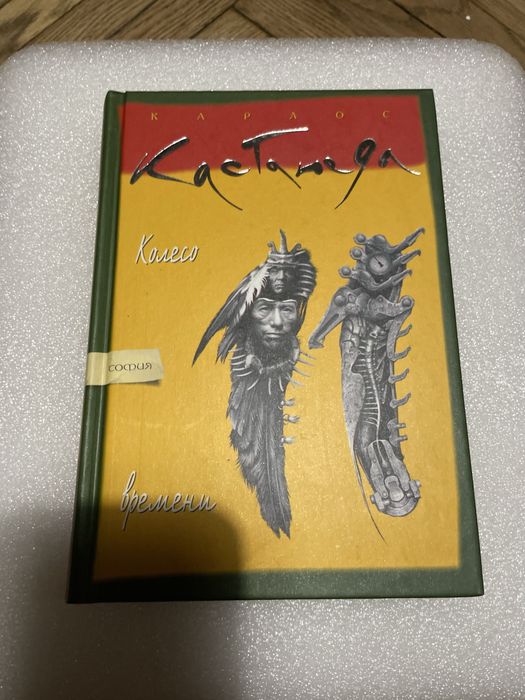 КАРЛОС
Кастанеда
Колесо
СОФИЯ
времени